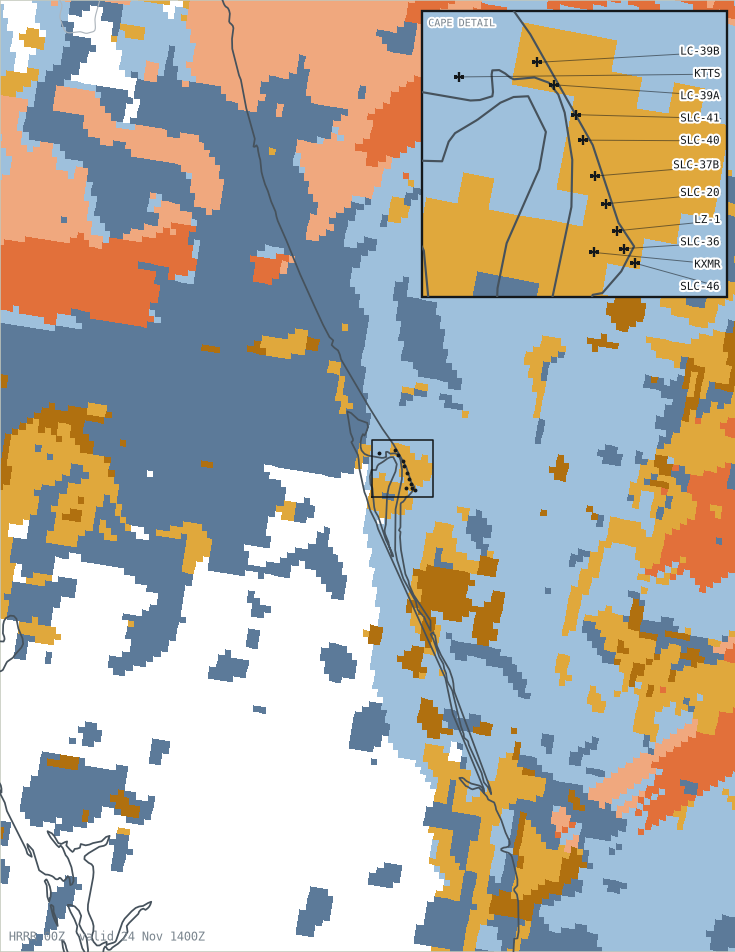 CAPE DETAIL
LC-39B
KTTS
LC-39A
SLC-41
SLC-40
SLC-37B
SLC-20
LZ-1
SLC-36
KXMR
SLC-46
HRRR 00Z valid 24 Nov 1400Z